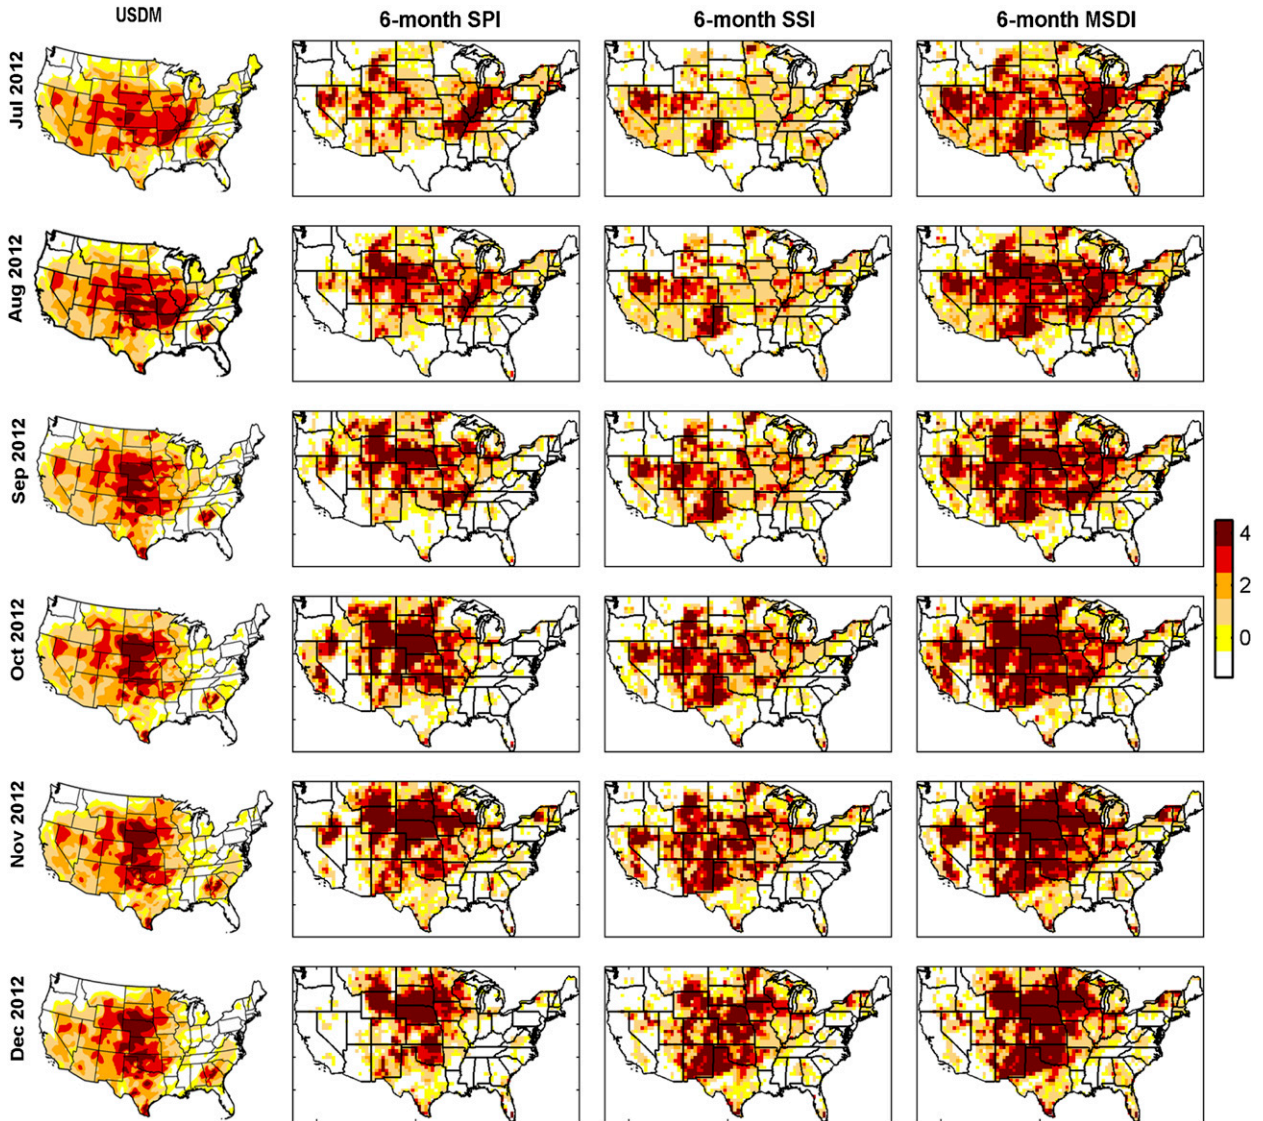 USDM 6-month SPI 6-month SSI 6-month MSDI
Jul 2012
Aug 2012
Sep 2012
4
2
0
Oct 2012
Nov 2012
Dec 2012